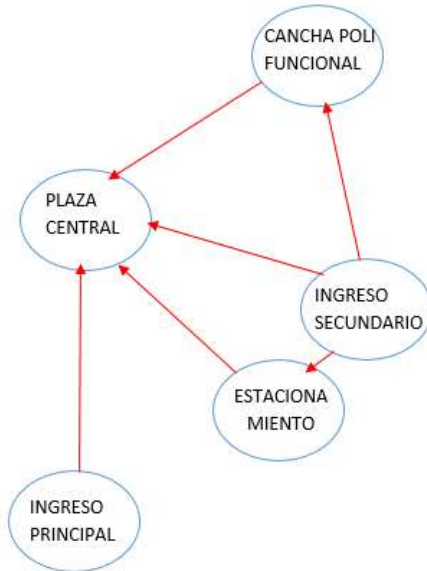 CANCHA POLI
FUNCIONAL
PLAZA
CENTRAL
INGRESO
SECUNDARIO
ESTACIONA
MIENTO
INGRESO
PRINCIPAL